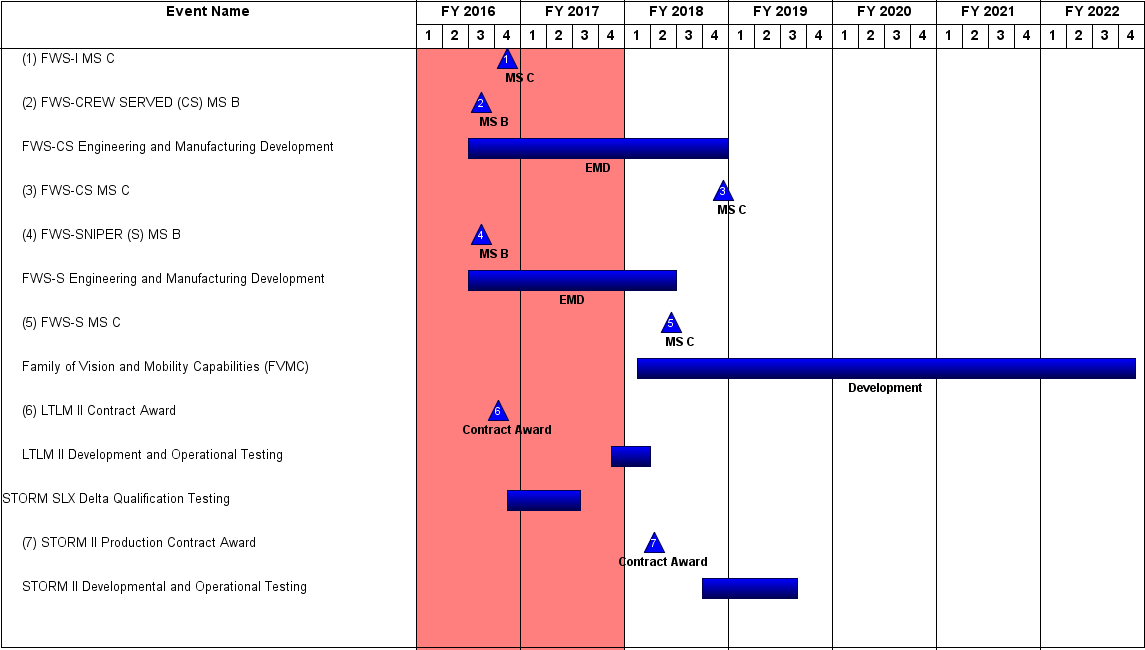 Event Name FY 2016 FY 2017 FY 2018 FY 2019 FY 2020 FY 2021 FY 2022
1 2 3 4 1 2 3 4 1 2 3 4 1 2 3 4 1 2 3 4 1 2 3 4 1 2 3 4
(1) FWS-I MS C 1
MS C
(2) FWS-CREW SERVED (CS) MS B 2
MS B
FWS-CS Engineering and Manufacturing Development
EMD
(3) FWS-CS MS C 3
MS C
(4) FWS-SNIPER (S) MS B 4
MS B
FWS-S Engineering and Manufacturing Development
EMD
(5) FWS-S MS C 5
MS C
Family of Vision and Mobility Capabilities (FVMC)
Development
(6) LTLM II Contract Award 6
Contract Award
LTLM II Development and Operational Testing
STORM SLX Delta Qualification Testing
(7) STORM II Production Contract Award 7
Contract Award
STORM II Developmental and Operational Testing